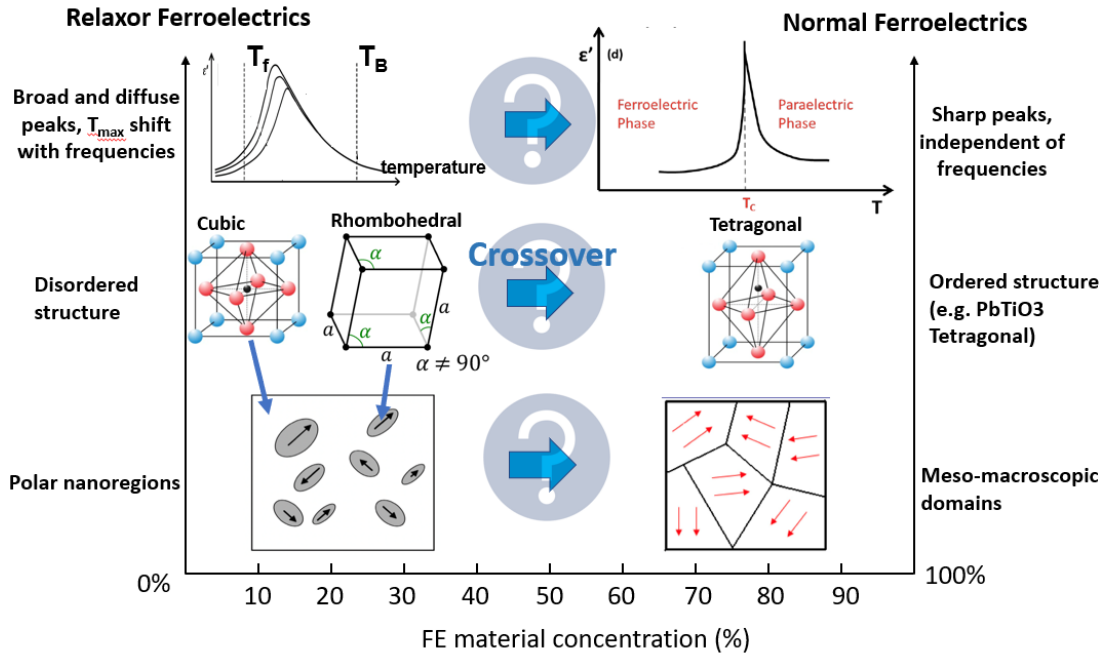 Relaxor Ferroelectrics
Normal Ferroelectrics
Broad and diffuse
peaks, Tmax shift
with frequencies
ε'
Tf
TB
temperature
ε'
(d)
Ferroelectric
Phase
Paraelectric
Phase
TC
T
Sharp peaks,
independent of
frequencies
Disordered
structure
Cubic
Rhombohedral
α
α
α
a
a
a
α ≠ 90°
Crossover
Tetragonal
Ordered structure
(e.g. PbTiO3
Tetragonal)
Polar nanoregions
Meso-macroscopic
domains
?
?
?
0%
10
20
30
40
50
60
70
80
90
100%
FE material concentration (%)